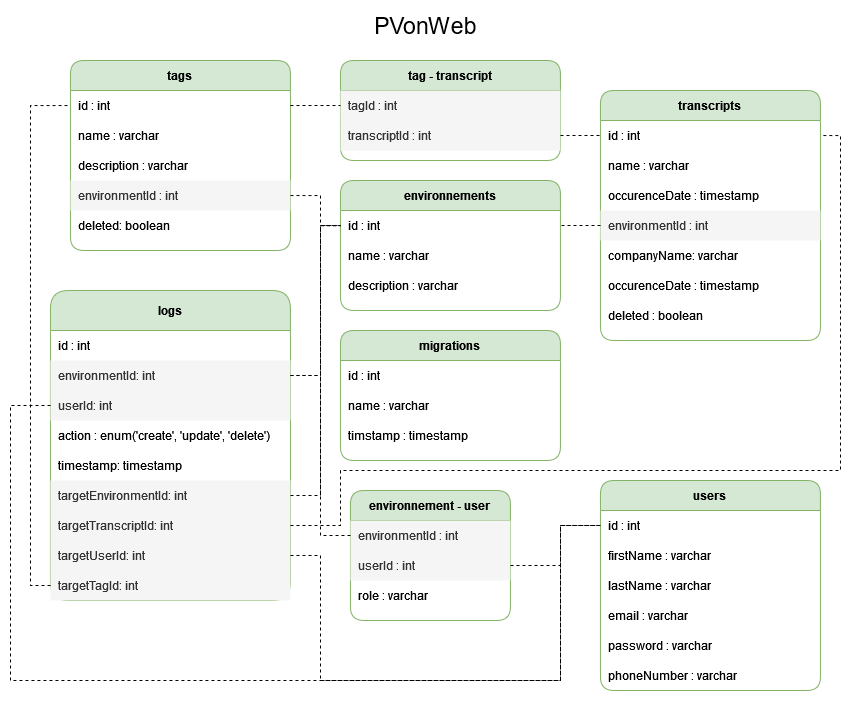 PVonWeb
tags
id : int
name : varchar
description : varchar
environmentId : int
deleted: boolean
tag - transcript
tagId : int
transcriptId : int
transcripts
id : int
name : varchar
occurenceDate : timestamp
environmentId : int
companyName: varchar
occurenceDate : timestamp
deleted : boolean
environnements
id : int
name : varchar
description : varchar
logs
id : int
environmentId: int
userId: int
action : enum('create', 'update', 'delete')
timestamp: timestamp
targetEnvironmentId: int
targetTranscriptId: int
targetUserId: int
targetTagId: int
migrations
id : int
name : varchar
timstamp : timestamp
environnement - user
environmentId : int
userId : int
role : varchar
users
id : int
firstName : varchar
lastName : varchar
email : varchar
password : varchar
phoneNumber : varchar